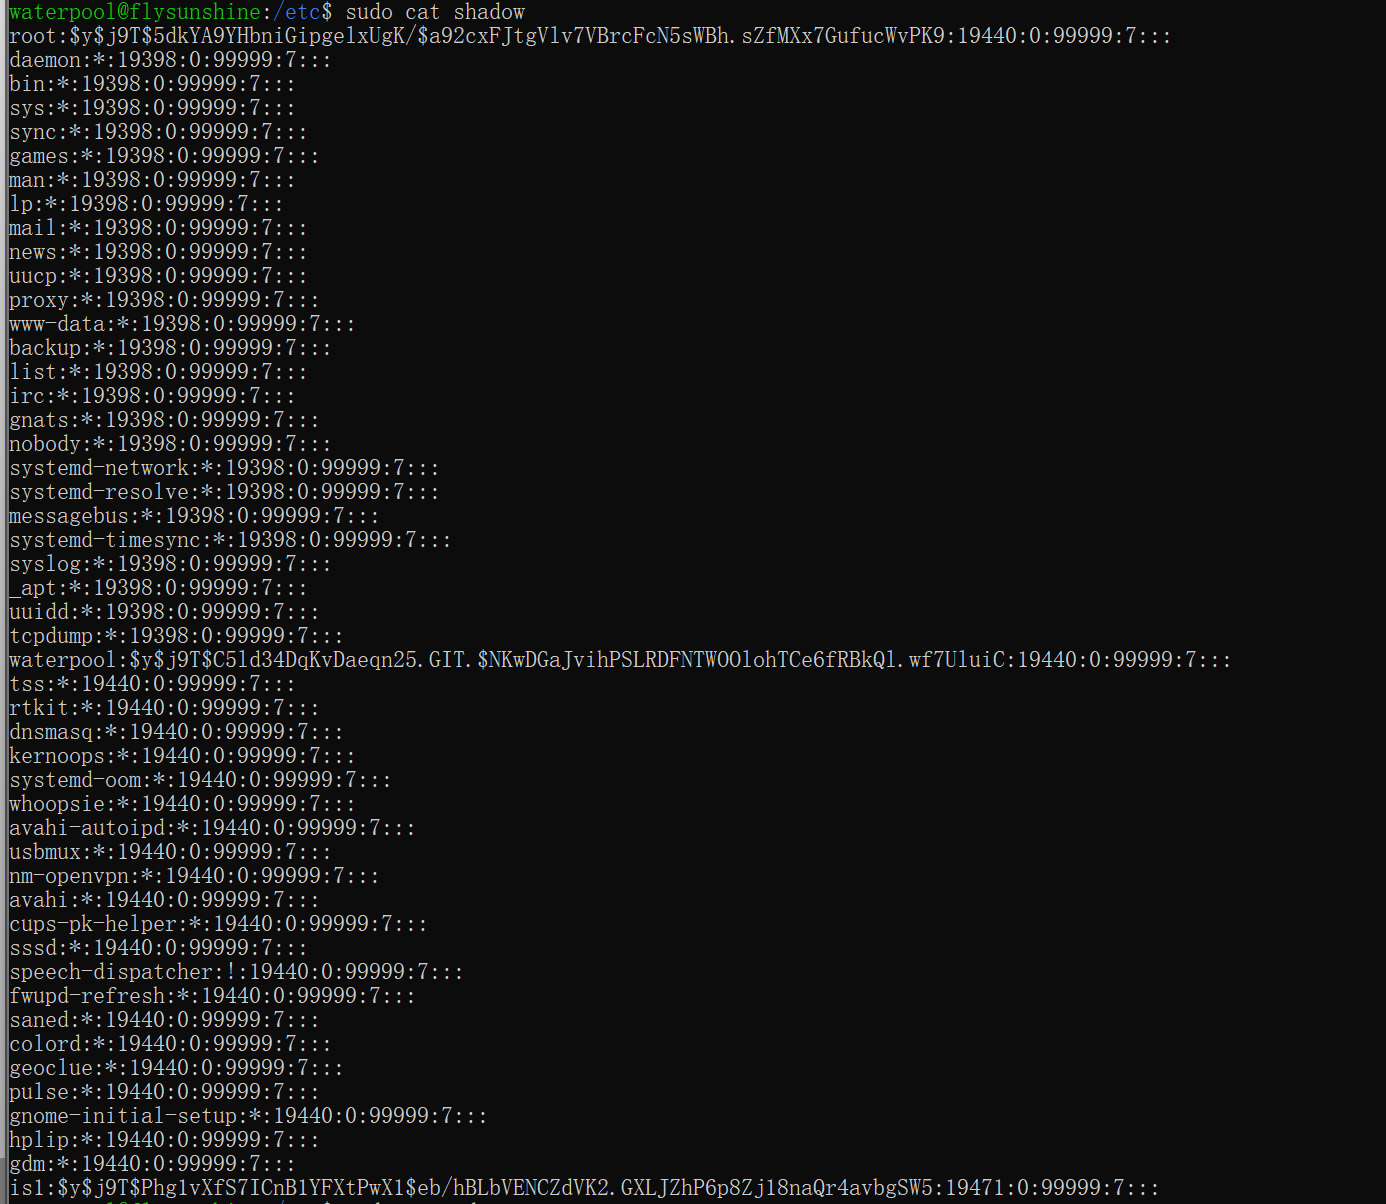 waterpool@flysunshine:/etc$ sudo cat shadow
root:$y$j9T$5dkYA9YHbniGipgelxUgK/$a92cxFJtgVlv7VBrcFcN5sWBh.sZfMXx7GufucWvPK9:19440:0:99999:7:::
daemon:*:19398:0:99999:7:::
bin:*:19398:0:99999:7:::
sys:*:19398:0:99999:7:::
sync:*:19398:0:99999:7:::
games:*:19398:0:99999:7:::
man:*:19398:0:99999:7:::
lp:*:19398:0:99999:7:::
mail:*:19398:0:99999:7:::
news:*:19398:0:99999:7:::
uucp:*:19398:0:99999:7:::
proxy:*:19398:0:99999:7:::
www-data:*:19398:0:99999:7:::
backup:*:19398:0:99999:7:::
list:*:19398:0:99999:7:::
irc:*:19398:0:99999:7:::
gnats:*:19398:0:99999:7:::
nobody:*:19398:0:99999:7:::
systemd-network:*:19398:0:99999:7:::
systemd-resolve:*:19398:0:99999:7:::
messagebus:*:19398:0:99999:7:::
systemd-timesync:*:19398:0:99999:7:::
syslog:*:19398:0:99999:7:::
_apt:*:19398:0:99999:7:::
uuidd:*:19398:0:99999:7:::
tcpdump:*:19398:0:99999:7:::
waterpool:$y$j9T$C5ld34DqKvDaeqn25.GIT.$NKwDGaJvihPSLRDFNTWOOlohTCe6fRBkQl.wf7UluiC:19440:0:99999:7:::
tss:*:19440:0:99999:7:::
rtkit:*:19440:0:99999:7:::
dnsmasq:*:19440:0:99999:7:::
kernoops:*:19440:0:99999:7:::
systemd-oom:*:19440:0:99999:7:::
whoopsie:*:19440:0:99999:7:::
avahi-autoipd:*:19440:0:99999:7:::
usbmux:*:19440:0:99999:7:::
nm-openvpn:*:19440:0:99999:7:::
avahi:*:19440:0:99999:7:::
cups-pk-helper:*:19440:0:99999:7:::
sssd:*:19440:0:99999:7:::
speech-dispatcher:!:19440:0:99999:7:::
fwupd-refresh:*:19440:0:99999:7:::
saned:*:19440:0:99999:7:::
colord:*:19440:0:99999:7:::
geoclue:*:19440:0:99999:7:::
pulse:*:19440:0:99999:7:::
gnome-initial-setup:*:19440:0:99999:7:::
hplip:*:19440:0:99999:7:::
gdm:*:19440:0:99999:7:::
is1:$y$j9T$Phg1vXfS7ICnB1YFXtPwX1$eb/hBLbVENCZdVK2.GXLJZhP6p8Zj18naQr4avbgSW5:19471:0:99999:7:::